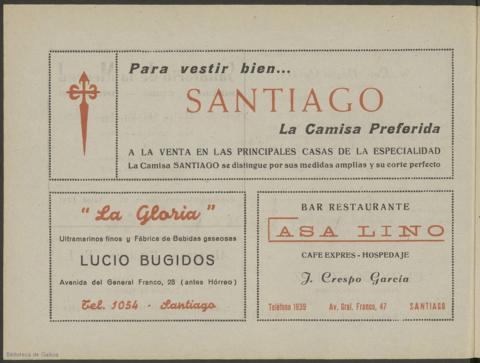 Para vestir bien...
SANTIAGO
La Camisa Preferida
A LA VENTA EN LAS PRINCIPALES CASAS DE LA ESPECIALIDAD
La Camisa SANTIAGO se distingue por sus medidas amplias y su corte perfecto
"La Gloria"
Ultramarinos finos y Fábrica de Bebidas gaseosas
LUCIO BUGIDOS
Avenida del General Franco, 28 (antes Hórreo)
Tel. 1054 - Santiago
BAR RESTAURANTE
CASA LINO
CAFE EXPRES - HOSPEDAJE
J. Crespo García
Teléfono 1939 Av. Gral. Franco, 47 SANTIAGO
Biblioteca de Galicia